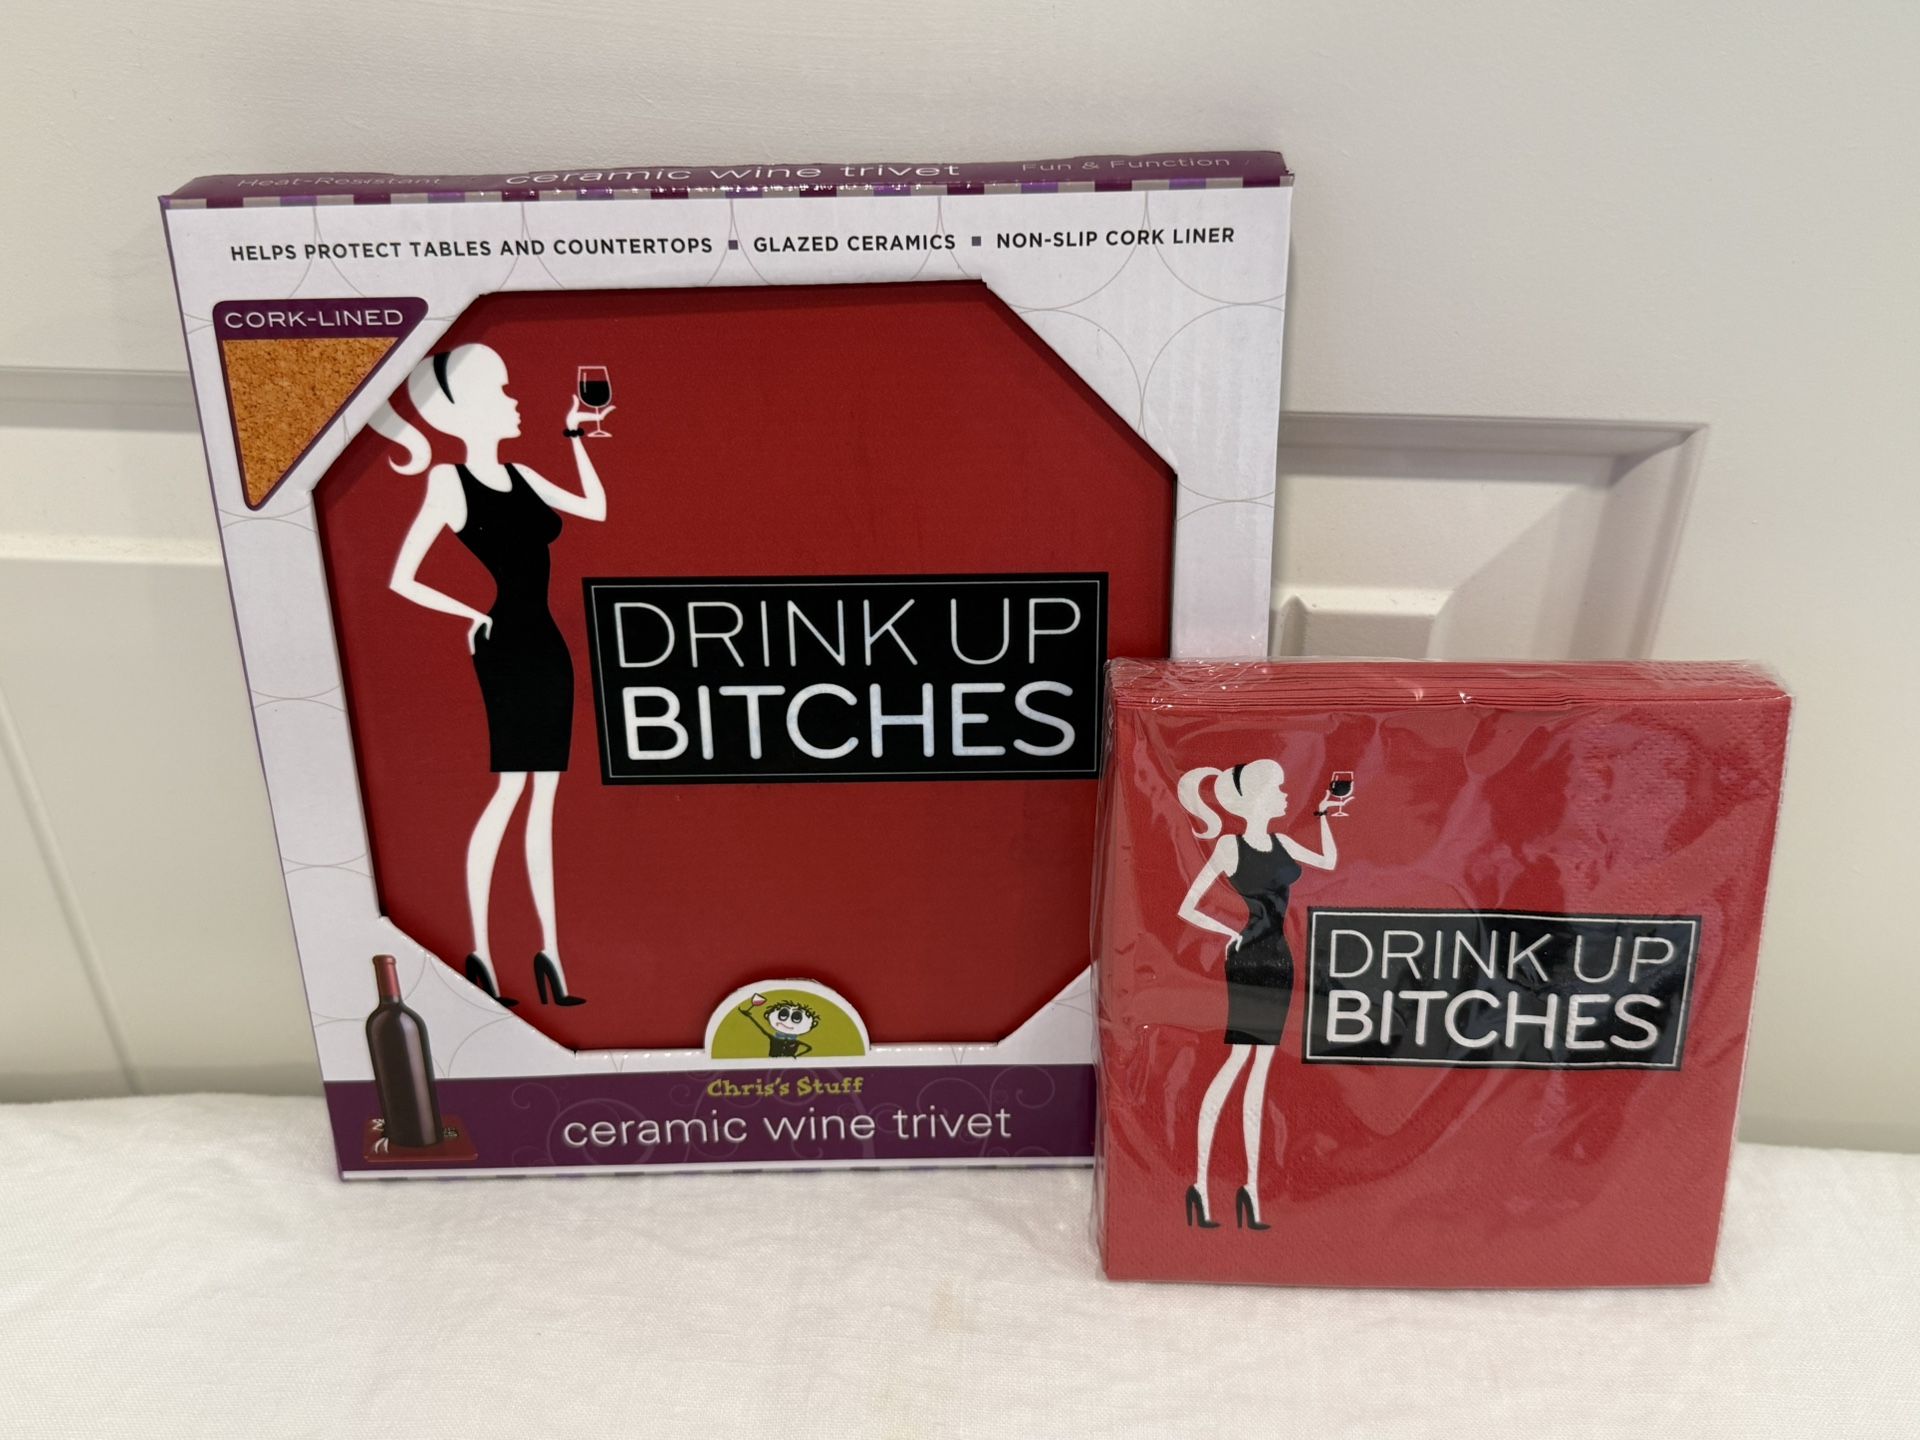 Heat-Resistant ceramic wine trivet Fun & Function
HELPS PROTECT TABLES AND COUNTERTOPS ▪ GLAZED CERAMICS ▪ NON-SLIP CORK LINER
CORK-LINED
DRINK UP
BITCHES
Chris's Stuff
ceramic wine trivet
DRINK UP
BITCHES